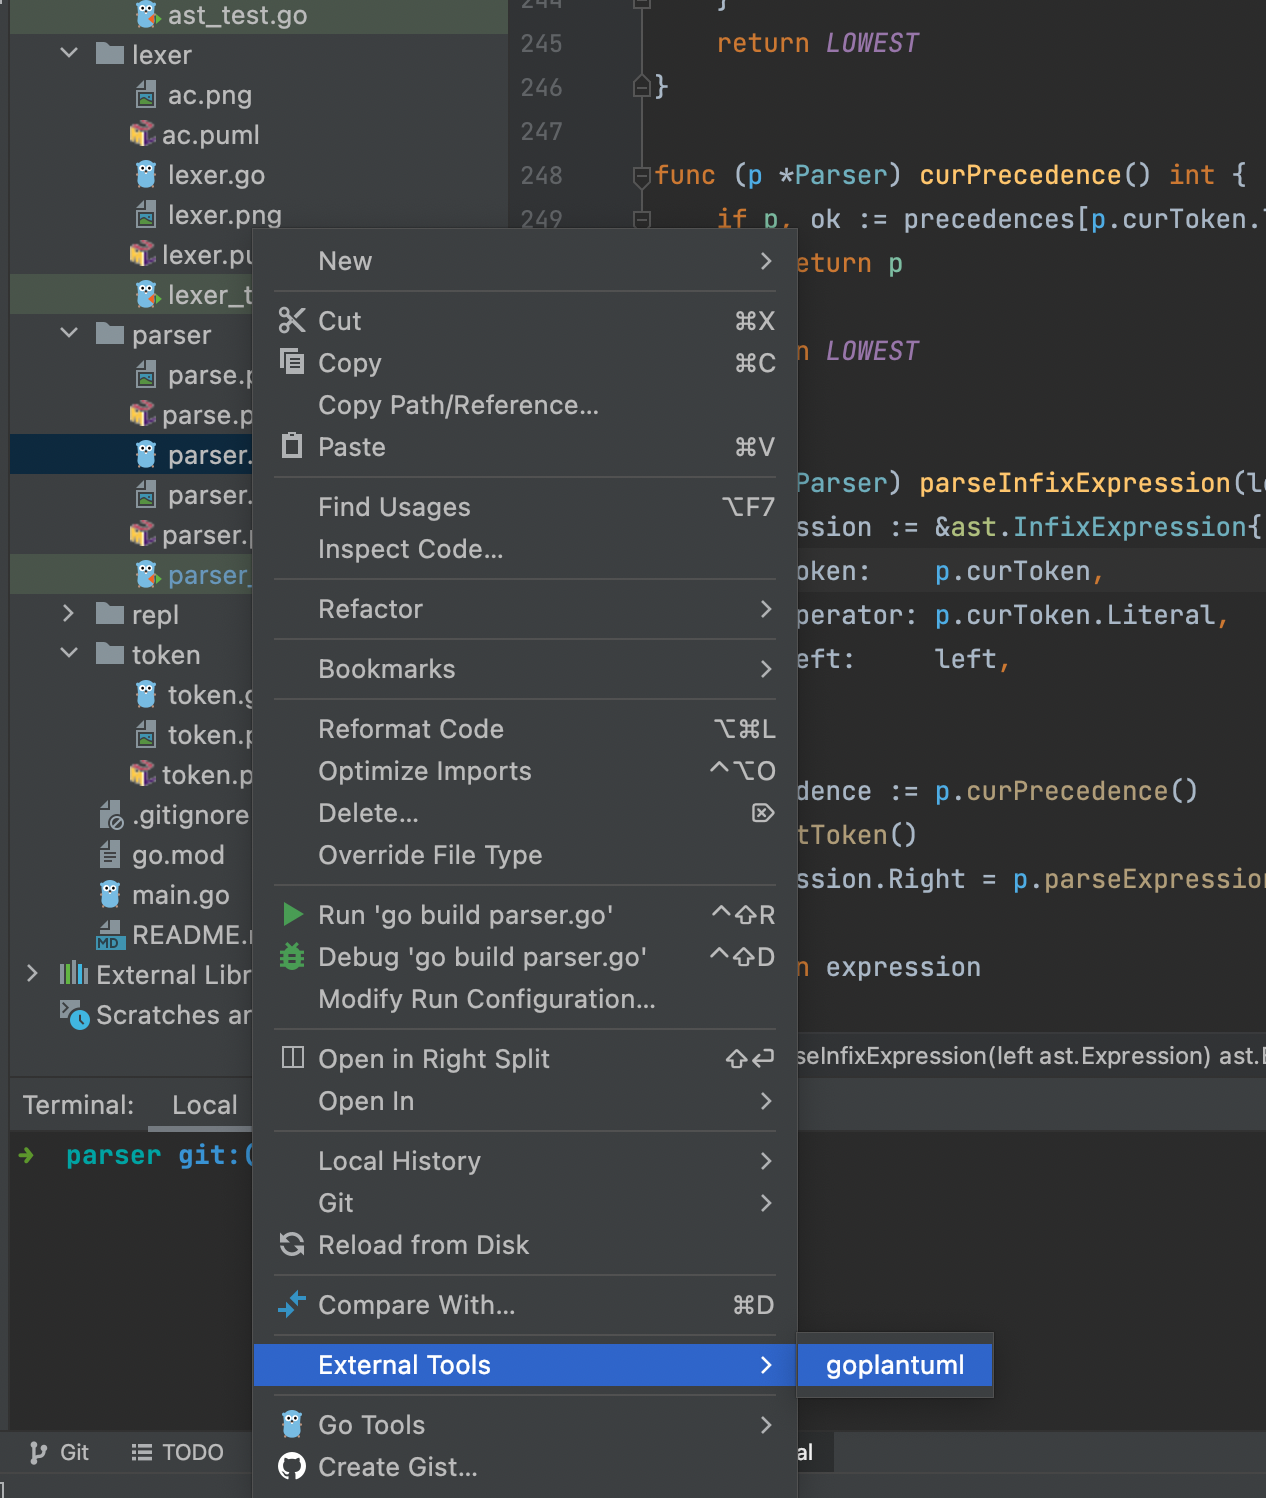 ast_test.go
lexer
ac.png
ac.puml
lexer.go
lexer.png
lexer.pu
lexer_t
parser
parse.p
parse.p
parser.
parser.
parser.p
parser_
repl
token
token.g
token.p
token.p
.gitignore
go.mod
main.go
MD README.
External Libr
Scratches an
244 }
245 return LOWEST
246 }
247
248 func (p *Parser) curPrecedence() int {
249 if p, ok := precedences[p.curToken.
eturn p
n LOWEST
Parser) parseInfixExpression(le
ssion := &ast.InfixExpression{
oken: p.curToken,
perator: p.curToken.Literal,
eft: left,
dence := p.curPrecedence()
tToken()
ssion.Right = p.parseExpression
n expression
seInfixExpression(left ast.Expression) ast.E
New
Cut ⌘X
Copy ⌘C
Copy Path/Reference...
Paste ⌘V
Find Usages ⌥F7
Inspect Code...
Refactor
Bookmarks
Reformat Code ⌥⌘L
Optimize Imports ^⌥O
Delete... ⌦
Override File Type
Run 'go build parser.go' ^⇧R
Debug 'go build parser.go' ^⇧D
Modify Run Configuration...
Open in Right Split ⇧⏎
Open In
Local History
Git
Reload from Disk
Compare With... ⌘D
External Tools
goplantuml
Go Tools
Create Gist...
Terminal: Local
➜ parser git:(
Git TODO
al